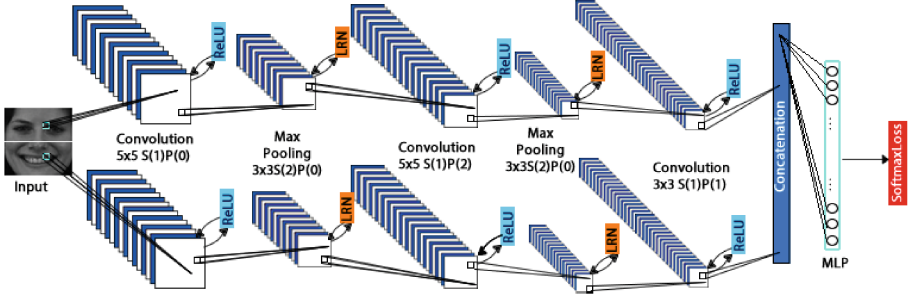 ReLU
LRN
ReLU
LRN
ReLU
Convolution
5x5 S(1)P(0)
Max
Pooling
3x3S(2)P(0)
Convolution
5x5 S(1)P(2)
Max
Pooling
3x3S(2)P(0)
Convolution
3x3 S(1)P(1)
Input
Concatenation
SoftmaxLoss
ReLU
LRN
ReLU
LRN
ReLU
MLP